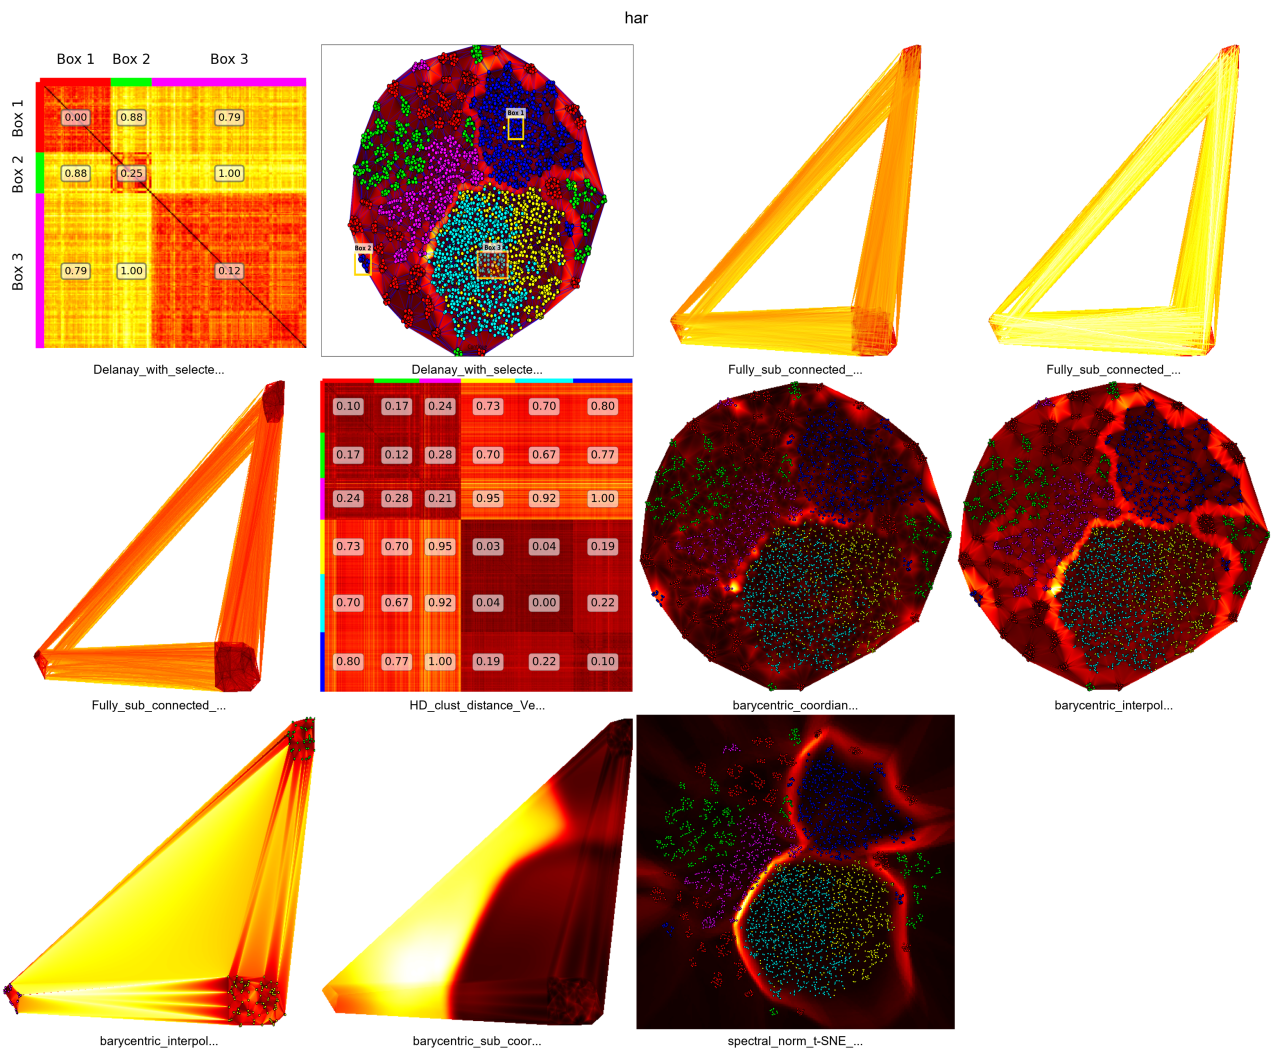 har
Box 1 Box 2 Box 3
Box 1 0.00 0.88 0.79
Box 2 0.88 0.25 1.00
Box 3 0.79 1.00 0.12
Delanay_with_selecte...
Box 1
Box 2
Box 3
Delanay_with_selecte...
Fully_sub_connected_...
Fully_sub_connected_...
Fully_sub_connected_...
0.10 0.17 0.24 0.73 0.70 0.80
0.17 0.12 0.28 0.70 0.67 0.77
0.24 0.28 0.21 0.95 0.92 1.00
0.73 0.70 0.95 0.03 0.04 0.19
0.70 0.67 0.92 0.04 0.00 0.22
0.80 0.77 1.00 0.19 0.22 0.10
HD_clust_distance_Ve...
barycentric_coordian...
barycentric_interpol...
barycentric_interpol...
barycentric_sub_coor...
spectral_norm_t-SNE_...